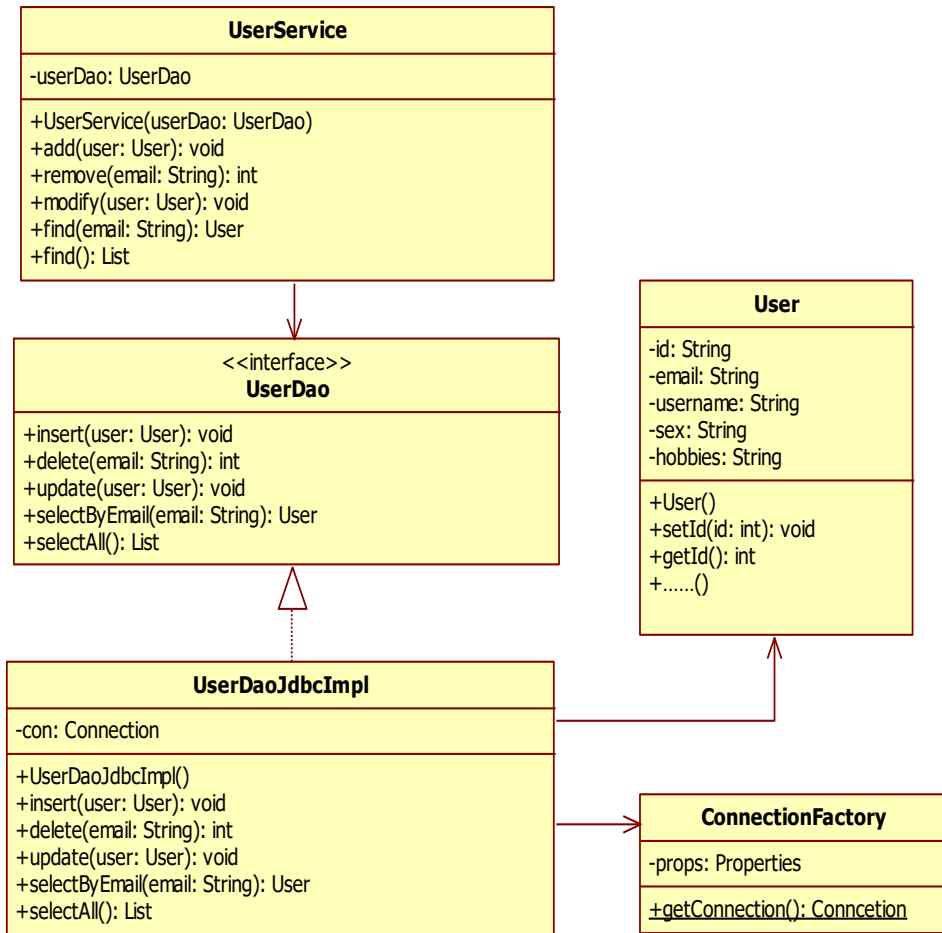 UserService
-userDao: UserDao
+UserService(userDao: UserDao)
+add(user: User): void
+remove(email: String): int
+modify(user: User): void
+find(email: String): User
+find(): List
<<interface>>
UserDao
+insert(user: User): void
+delete(email: String): int
+update(user: User): void
+selectByEmail(email: String): User
+selectAll(): List
User
-id: String
-email: String
-username: String
-sex: String
-hobbies: String
+User()
+setId(id: int): void
+getId(): int
+......()
UserDaoJdbcImpl
-con: Connection
+UserDaoJdbcImpl()
+insert(user: User): void
+delete(email: String): int
+update(user: User): void
+selectByEmail(email: String): User
+selectAll(): List
ConnectionFactory
-props: Properties
+getConnection(): Conncetion